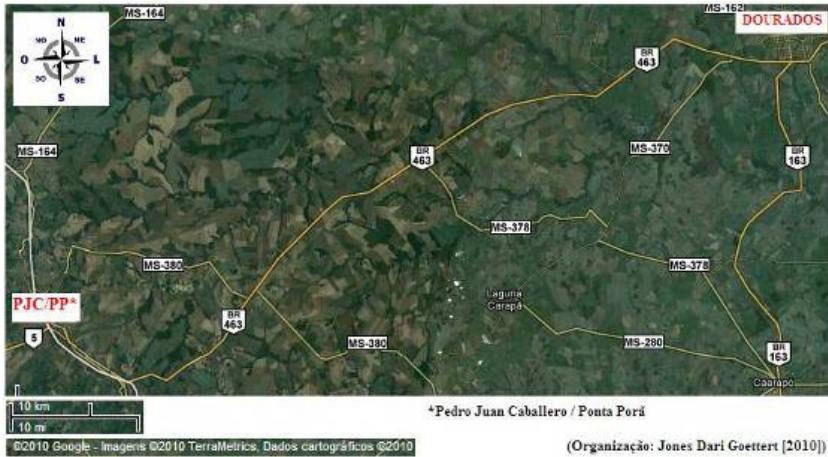 MS-164
MS-162
DOURADOS
N
NO NE
O L
SO SE
S
BR
463
MS-164
BR
463
MS-370
BR
163
MS-378
MS-380
MS-378
Laguna
Carapã
PJC/PP*
BR
463
5
MS-380
MS-280
BR
163
Caarapó
10 km
10 mi
*Pedro Juan Caballero / Ponta Porã
©2010 Google - Imagens ©2010 TerraMetrics, Dados cartográficos ©2010
(Organização: Jones Dari Goettert [2010])